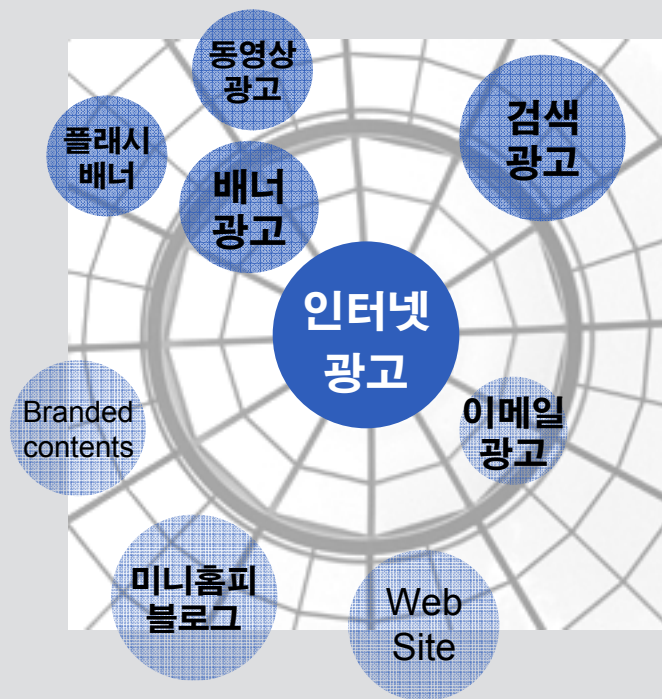 동영상
광고
검색
광고
플래시
배너
배너
광고
인터넷
광고
Branded
contents
이메일
광고
미니홈피
블로그
Web
Site